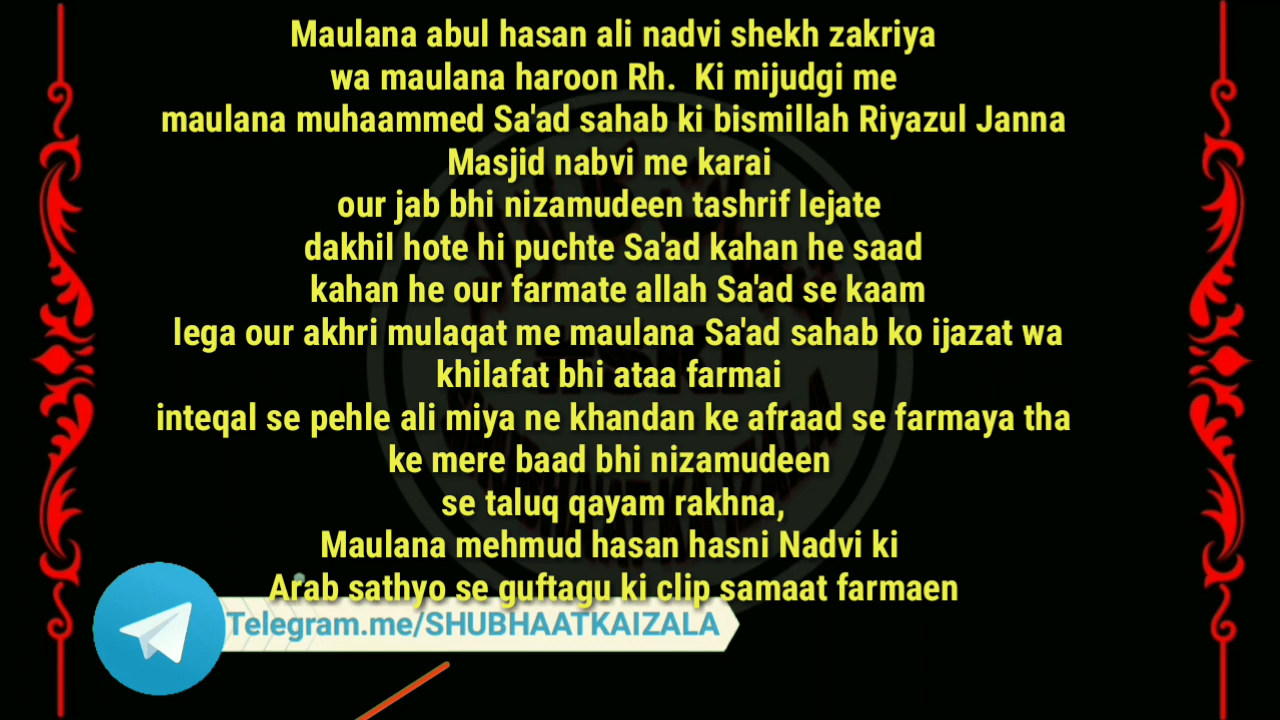 Maulana abul hasan ali nadvi shekh zakriya
wa maulana haroon Rh. Ki mijudgi me
maulana muhaammed Sa'ad sahab ki bismillah Riyazul Janna
Masjid nabvi me karai
our jab bhi nizamudeen tashrif lejate
dakhil hote hi puchte Sa'ad kahan he saad
kahan he our farmate allah Sa'ad se kaam
lega our akhri mulaqat me maulana Sa'ad sahab ko ijazat wa
khilafat bhi ataa farmai
inteqal se pehle ali miya ne khandan ke afraad se farmaya tha
ke mere baad bhi nizamudeen
se taluq qayam rakhna,
Maulana mehmud hasan hasni Nadvi ki
Arab sathyo se guftagu ki clip samaat farmaen
Telegram.me/SHUBHAATKAIZALA